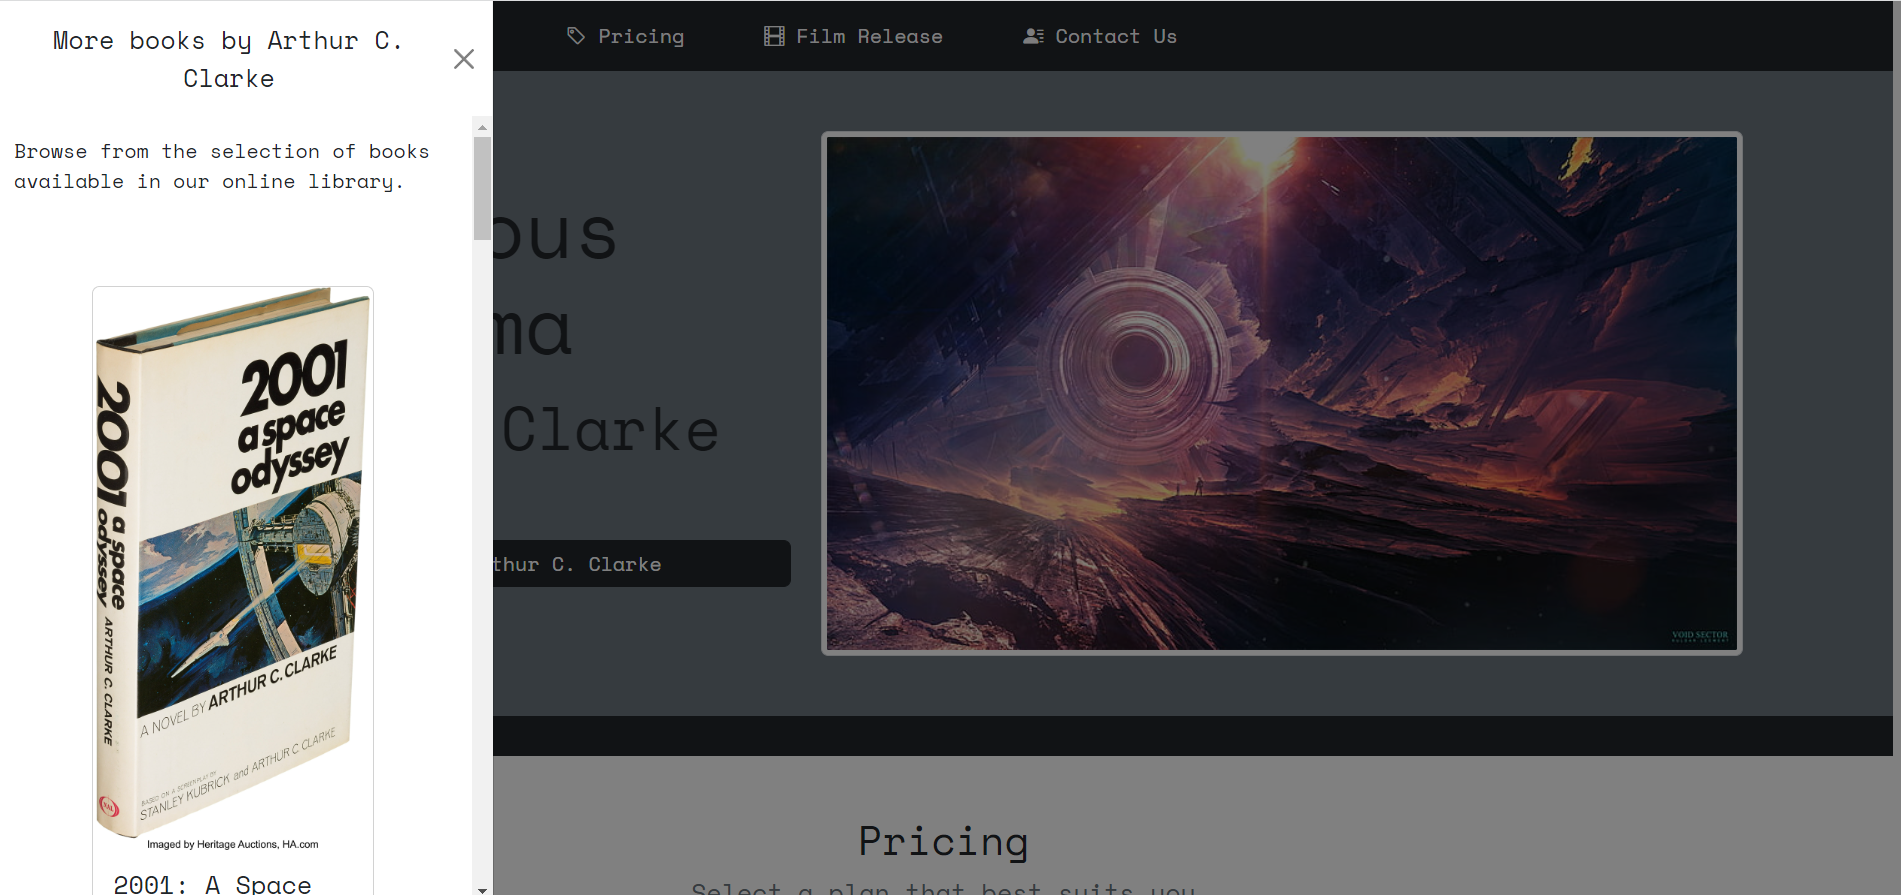 More books by Arthur C.
Clarke
Browse from the selection of books
available in our online library.
2001
a space
odyssey
2001 a space odyssey ARTHUR C. CLARKE
A NOVEL BY ARTHUR C. CLARKE
BASED ON A SCREENPLAY BY
STANLEY KUBRICK and ARTHUR C. CLARKE
Imaged by Heritage Auctions, HA.com
2001: A Space
Pricing
Film Release
Contact Us
ous
ma
Clarke
thur C. Clarke
VOID SECTOR
Pricing
Select a plan that best suits you